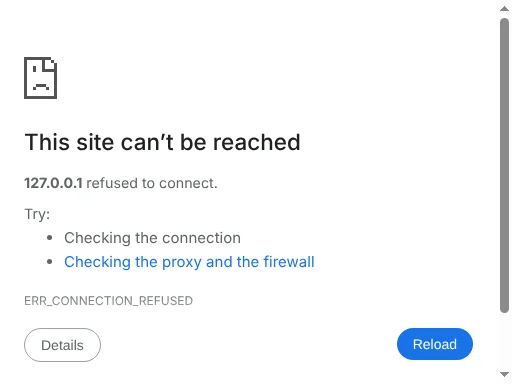 This site can’t be reached
127.0.0.1 refused to connect.
Try:
Checking the connection
Checking the proxy and the firewall
ERR_CONNECTION_REFUSED
Details
Reload